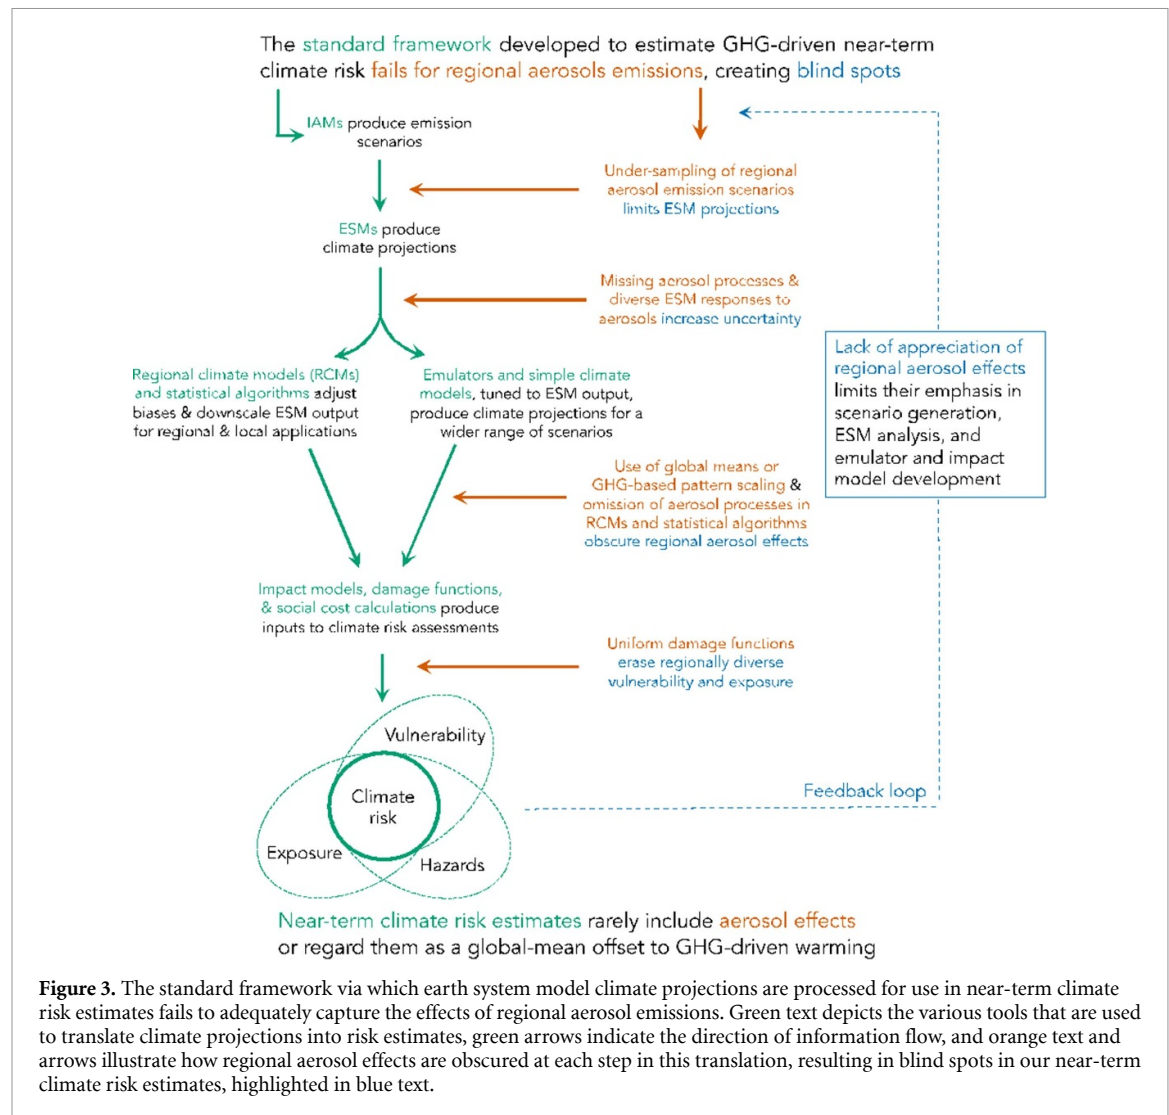 The standard framework developed to estimate GHG-driven near-term
climate risk fails for regional aerosols emissions, creating blind spots
IAMs produce emission
scenarios
Under-sampling of regional
aerosol emission scenarios
limits ESM projections
ESMs produce
climate projections
Missing aerosol processes &
diverse ESM responses to
aerosols increase uncertainty
Lack of appreciation of
regional aerosol effects
limits their emphasis in
scenario generation,
ESM analysis, and
emulator and impact
model development
Regional climate models (RCMs)
and statistical algorithms adjust
biases & downscale ESM output
for regional & local applications
Emulators and simple climate
models, tuned to ESM output,
produce climate projections for a
wider range of scenarios
Use of global means or
GHG-based pattern scaling &
omission of aerosol processes in
RCMs and statistical algorithms
obscure regional aerosol effects
Impact models, damage functions,
& social cost calculations produce
inputs to climate risk assessments
Uniform damage functions
erase regionally diverse
vulnerability and exposure
Vulnerability
Climate
risk
Exposure
Hazards
Feedback loop
Near-term climate risk estimates rarely include aerosol effects
or regard them as a global-mean offset to GHG-driven warming
Figure 3. The standard framework via which earth system model climate projections are processed for use in near-term climate
risk estimates fails to adequately capture the effects of regional aerosol emissions. Green text depicts the various tools that are used
to translate climate projections into risk estimates, green arrows indicate the direction of information flow, and orange text and
arrows illustrate how regional aerosol effects are obscured at each step in this translation, resulting in blind spots in our near-term
climate risk estimates, highlighted in blue text.